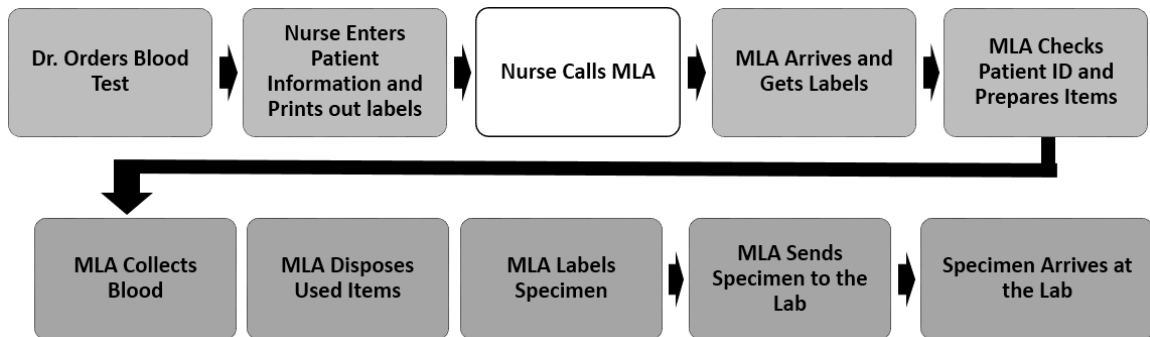 Dr. Orders Blood
Test
Nurse Enters
Patient
Information and
Prints out labels
Nurse Calls MLA
MLA Arrives and
Gets Labels
MLA Checks
Patient ID and
Prepares Items
MLA Collects
Blood
MLA Disposes
Used Items
MLA Labels
Specimen
MLA Sends
Specimen to the
Lab
Specimen Arrives at
the Lab